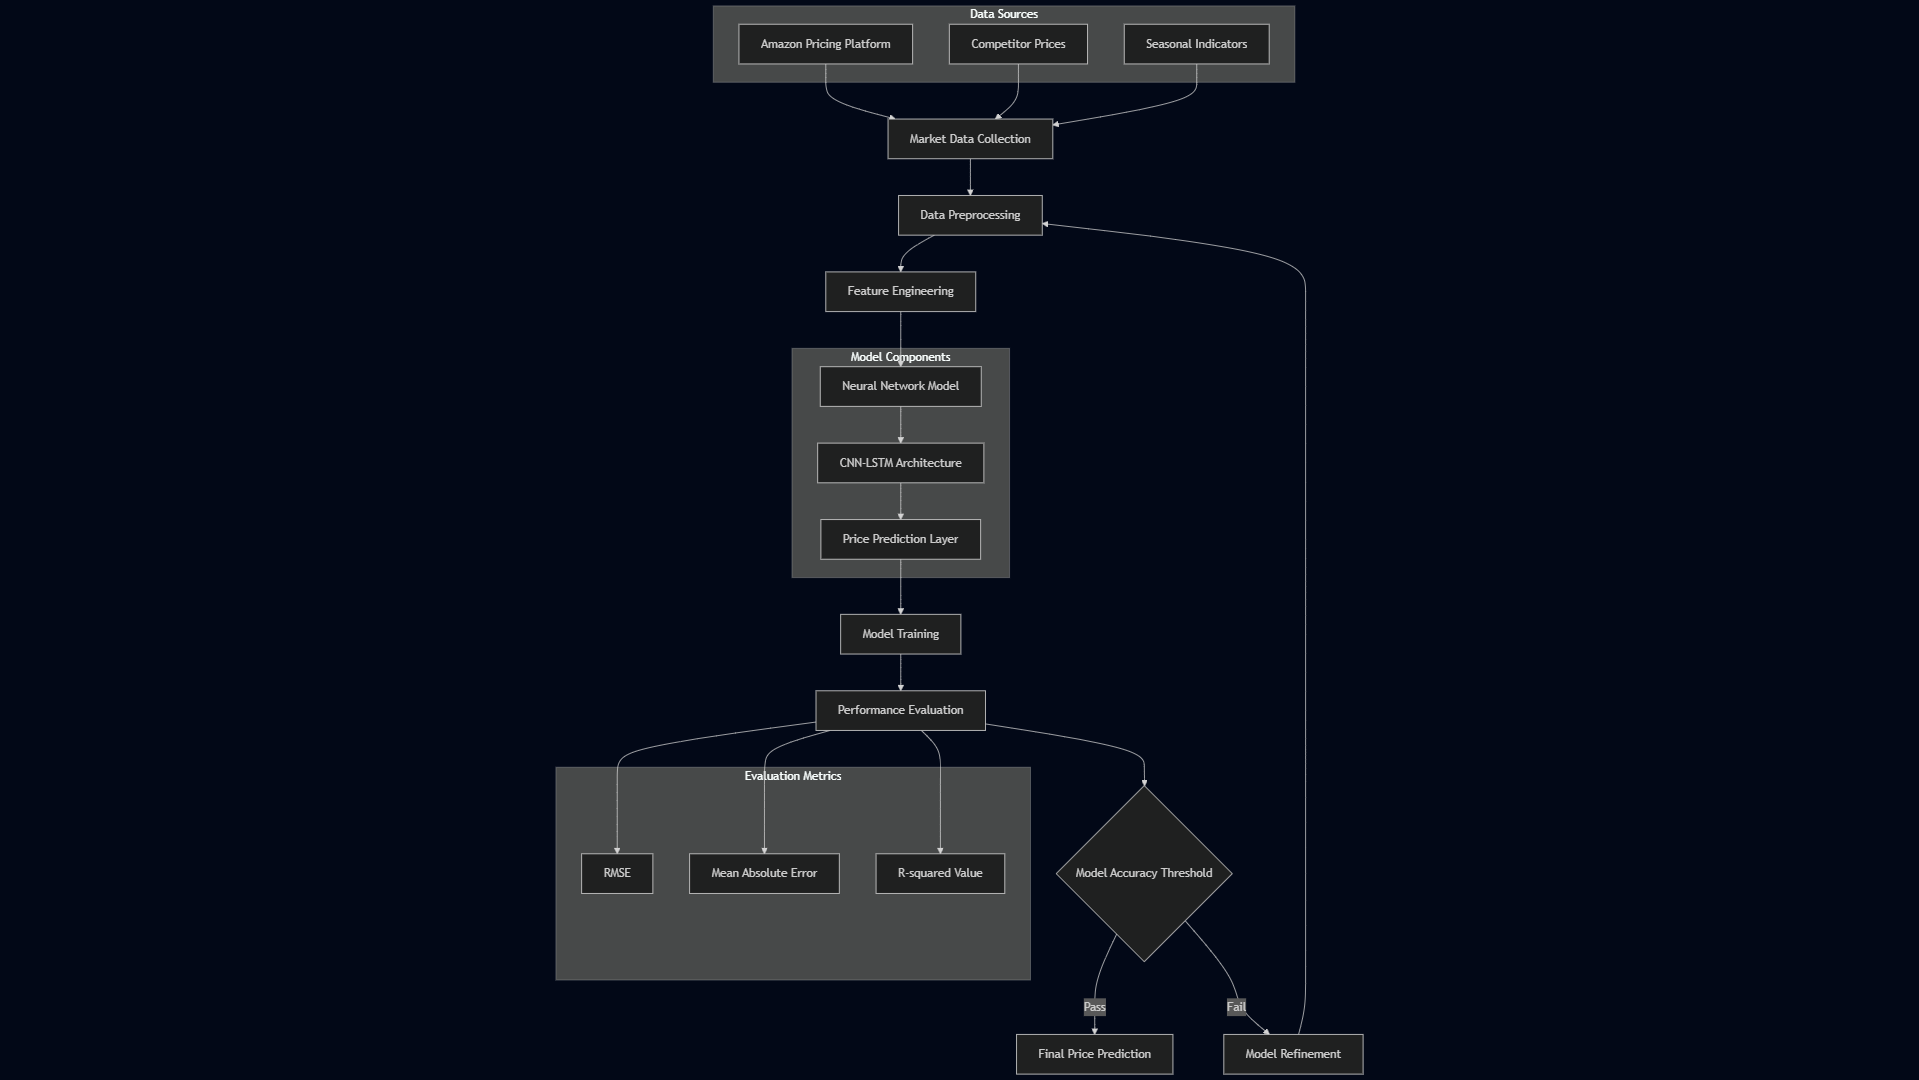 Data Sources
Amazon Pricing Platform
Competitor Prices
Seasonal Indicators
Market Data Collection
Data Preprocessing
Feature Engineering
Model Components
Neural Network Model
CNN-LSTM Architecture
Price Prediction Layer
Model Training
Performance Evaluation
Evaluation Metrics
RMSE
Mean Absolute Error
R-squared Value
Model Accuracy Threshold
Pass
Fail
Final Price Prediction
Model Refinement